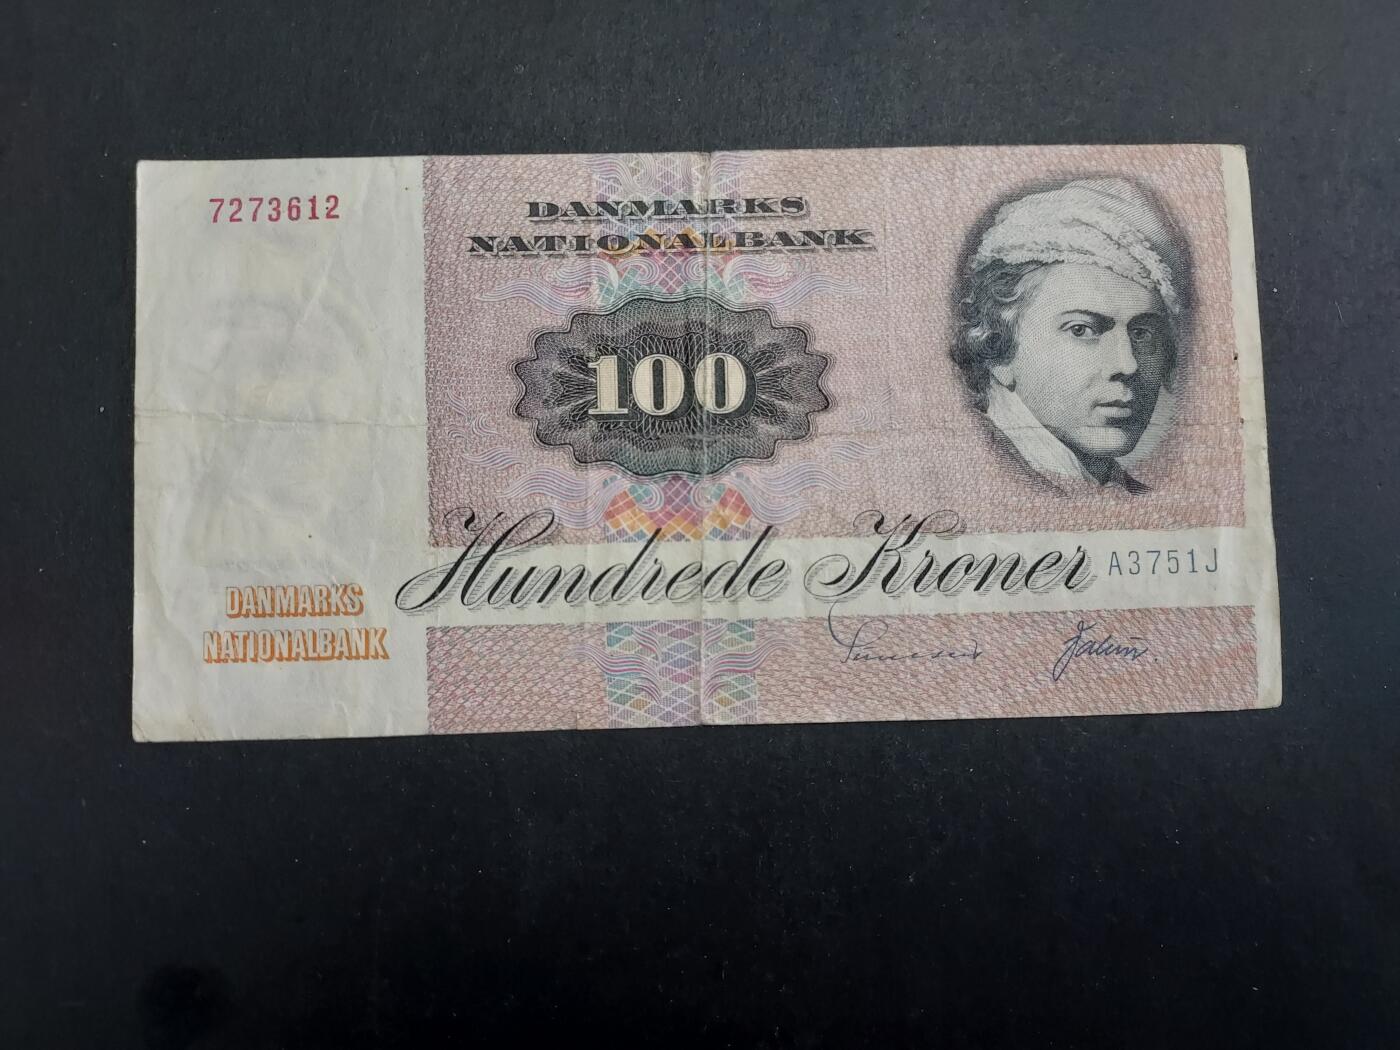 7273612
DANMARKS
NATIONALBANK
100
Hundrede Kroner
A3751J
DANMARKS
NATIONALBANK